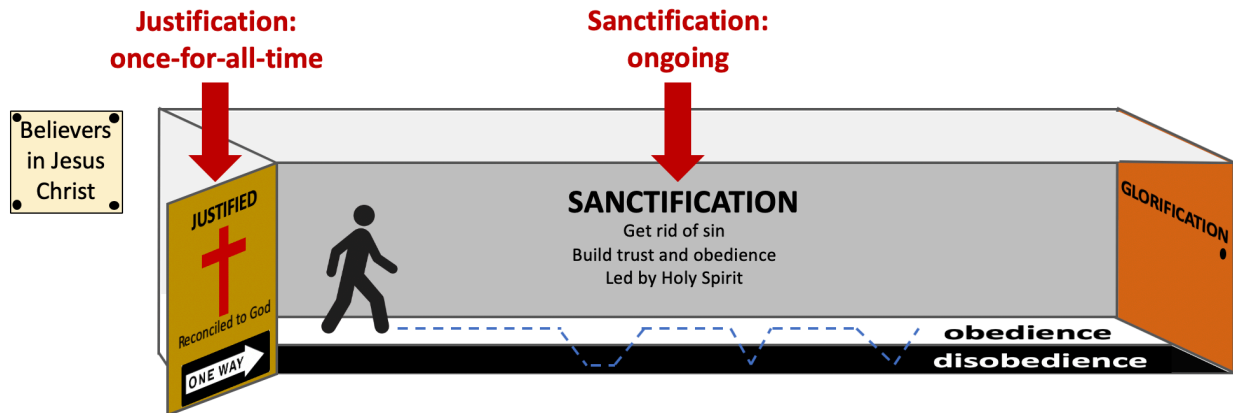 Justification:
once-for-all-time
Sanctification:
ongoing
Believers
in Jesus
Christ
JUSTIFIED
Reconciled to God
ONE WAY
SANCTIFICATION
Get rid of sin
Build trust and obedience
Led by Holy Spirit
GLORIFICATION
obedience
disobedience